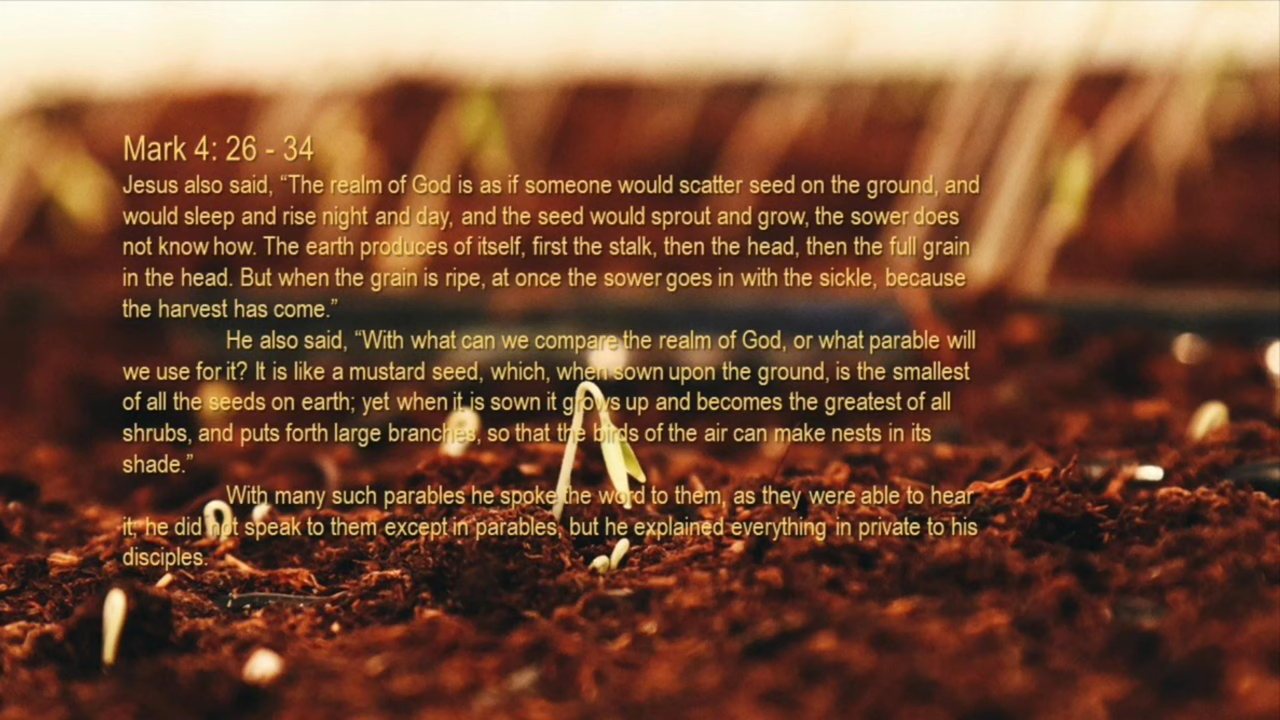 Mark 4: 26 - 34
Jesus also said, “The realm of God is as if someone would scatter seed on the ground, and
would sleep and rise night and day, and the seed would sprout and grow, the sower does
not know how. The earth produces of itself, first the stalk, then the head, then the full grain
in the head. But when the grain is ripe, at once the sower goes in with the sickle, because
the harvest has come.”
He also said, “With what can we compare the realm of God, or what parable will
we use for it? It is like a mustard seed, which, when sown upon the ground, is the smallest
of all the seeds on earth; yet when it is sown it grows up and becomes the greatest of all
shrubs, and puts forth large branches, so that the birds of the air can make nests in its
shade.”
With many such parables he spoke the word to them, as they were able to hear
it; he did not speak to them except in parables, but he explained everything in private to his
disciples.